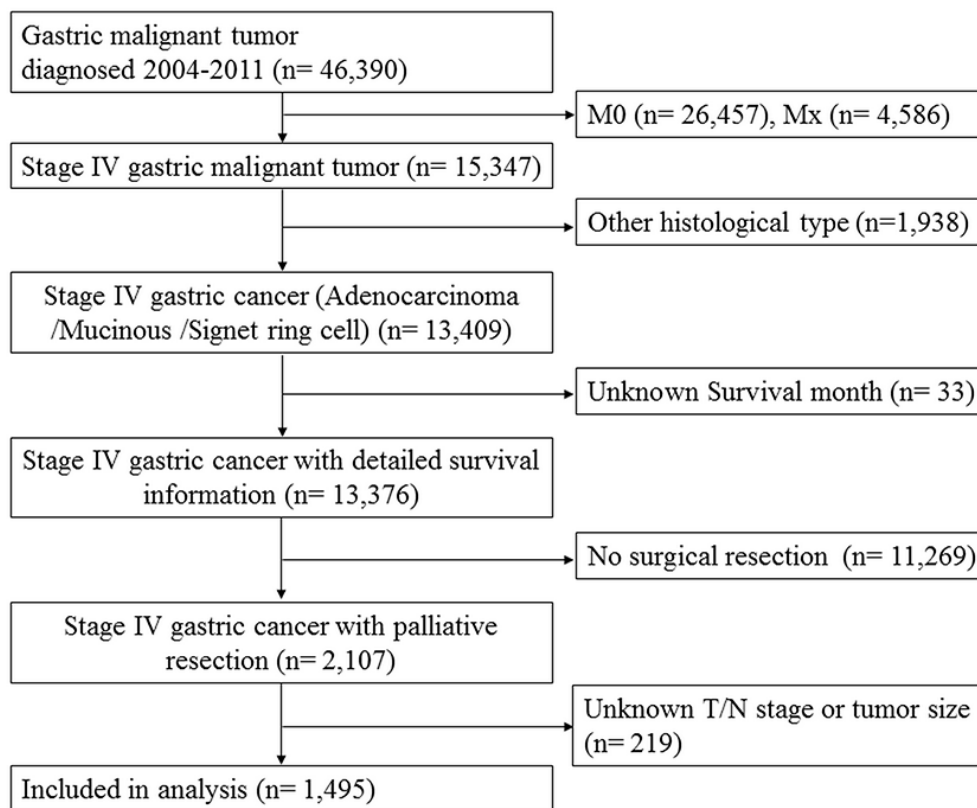 Gastric malignant tumor
diagnosed 2004-2011 (n= 46,390)
M0 (n= 26,457), Mx (n= 4,586)
Stage IV gastric malignant tumor (n= 15,347)
Other histological type (n=1,938)
Stage IV gastric cancer (Adenocarcinoma
/Mucinous /Signet ring cell) (n= 13,409)
Unknown Survival month (n= 33)
Stage IV gastric cancer with detailed survival
information (n= 13,376)
No surgical resection (n= 11,269)
Stage IV gastric cancer with palliative
resection (n= 2,107)
Unknown T/N stage or tumor size
(n= 219)
Included in analysis (n= 1,495)